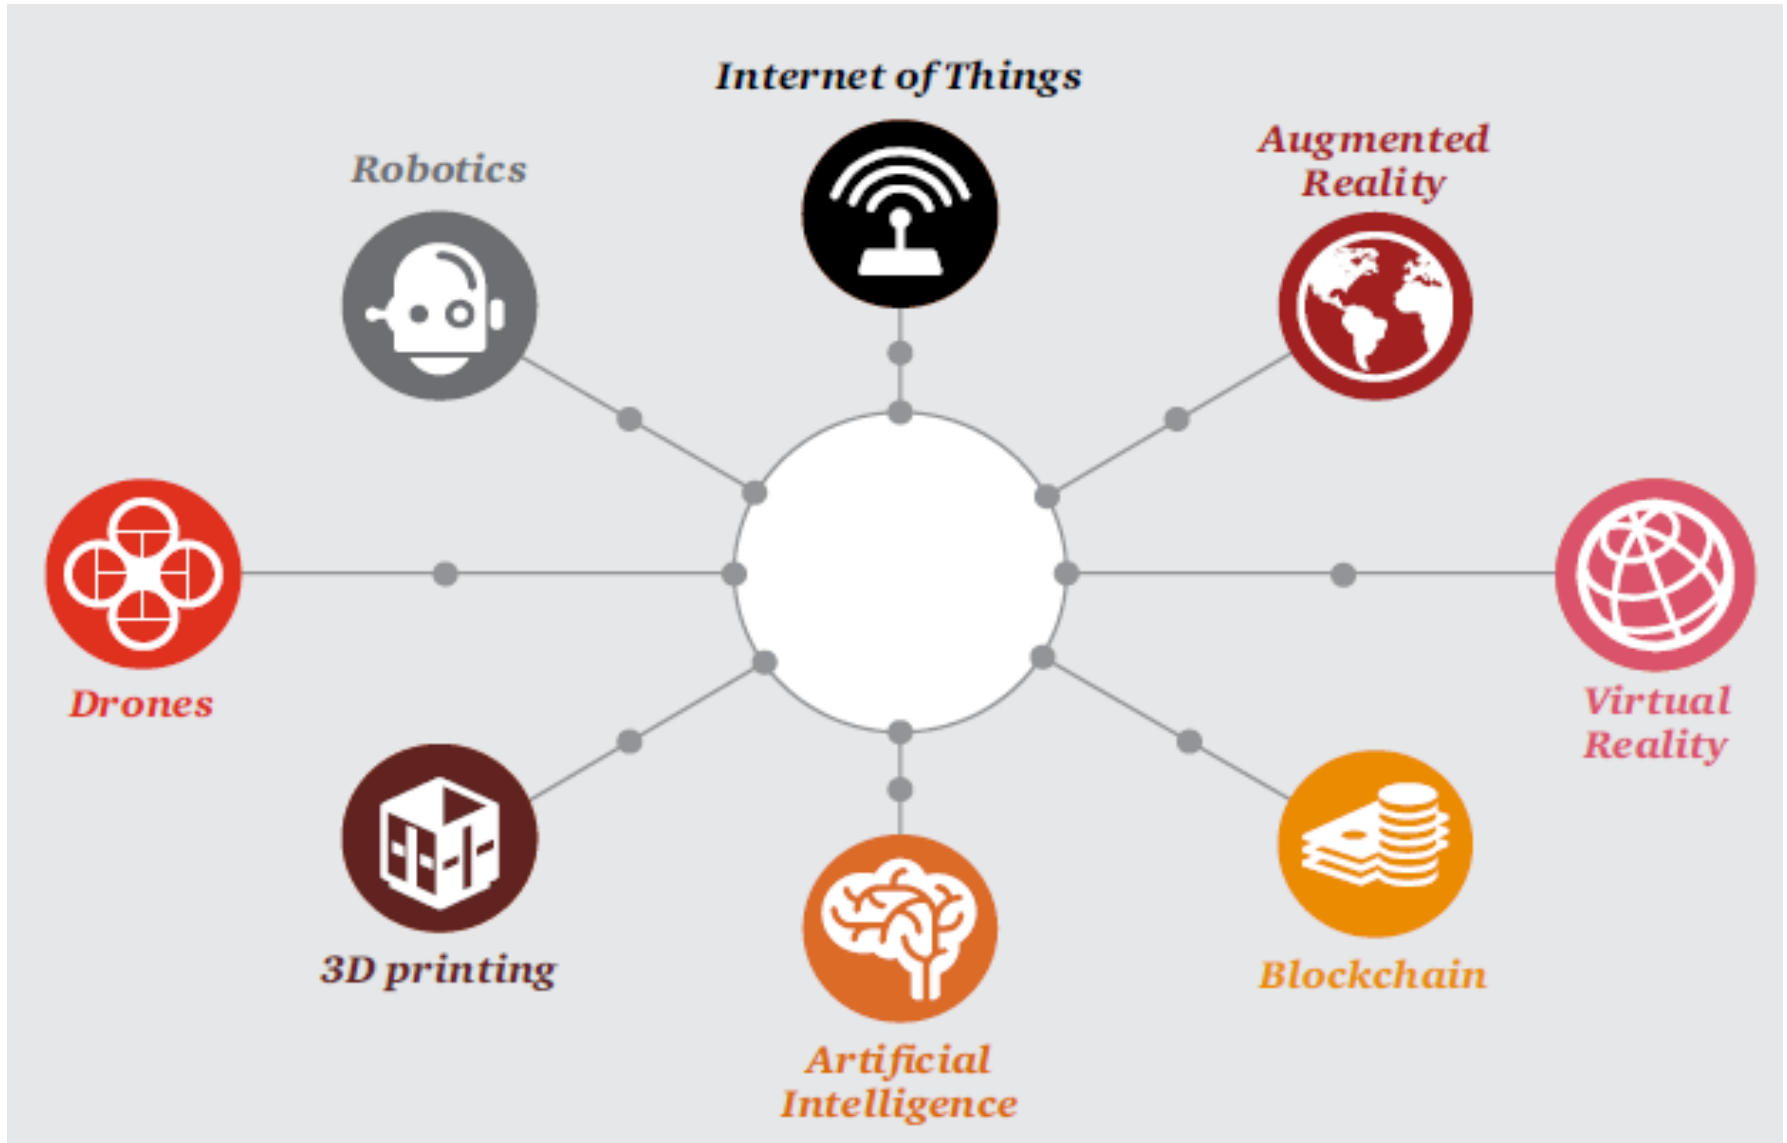 Internet of Things
Augmented
Reality
Robotics
Drones
Virtual
Reality
3D printing
Blockchain
Artificial
Intelligence